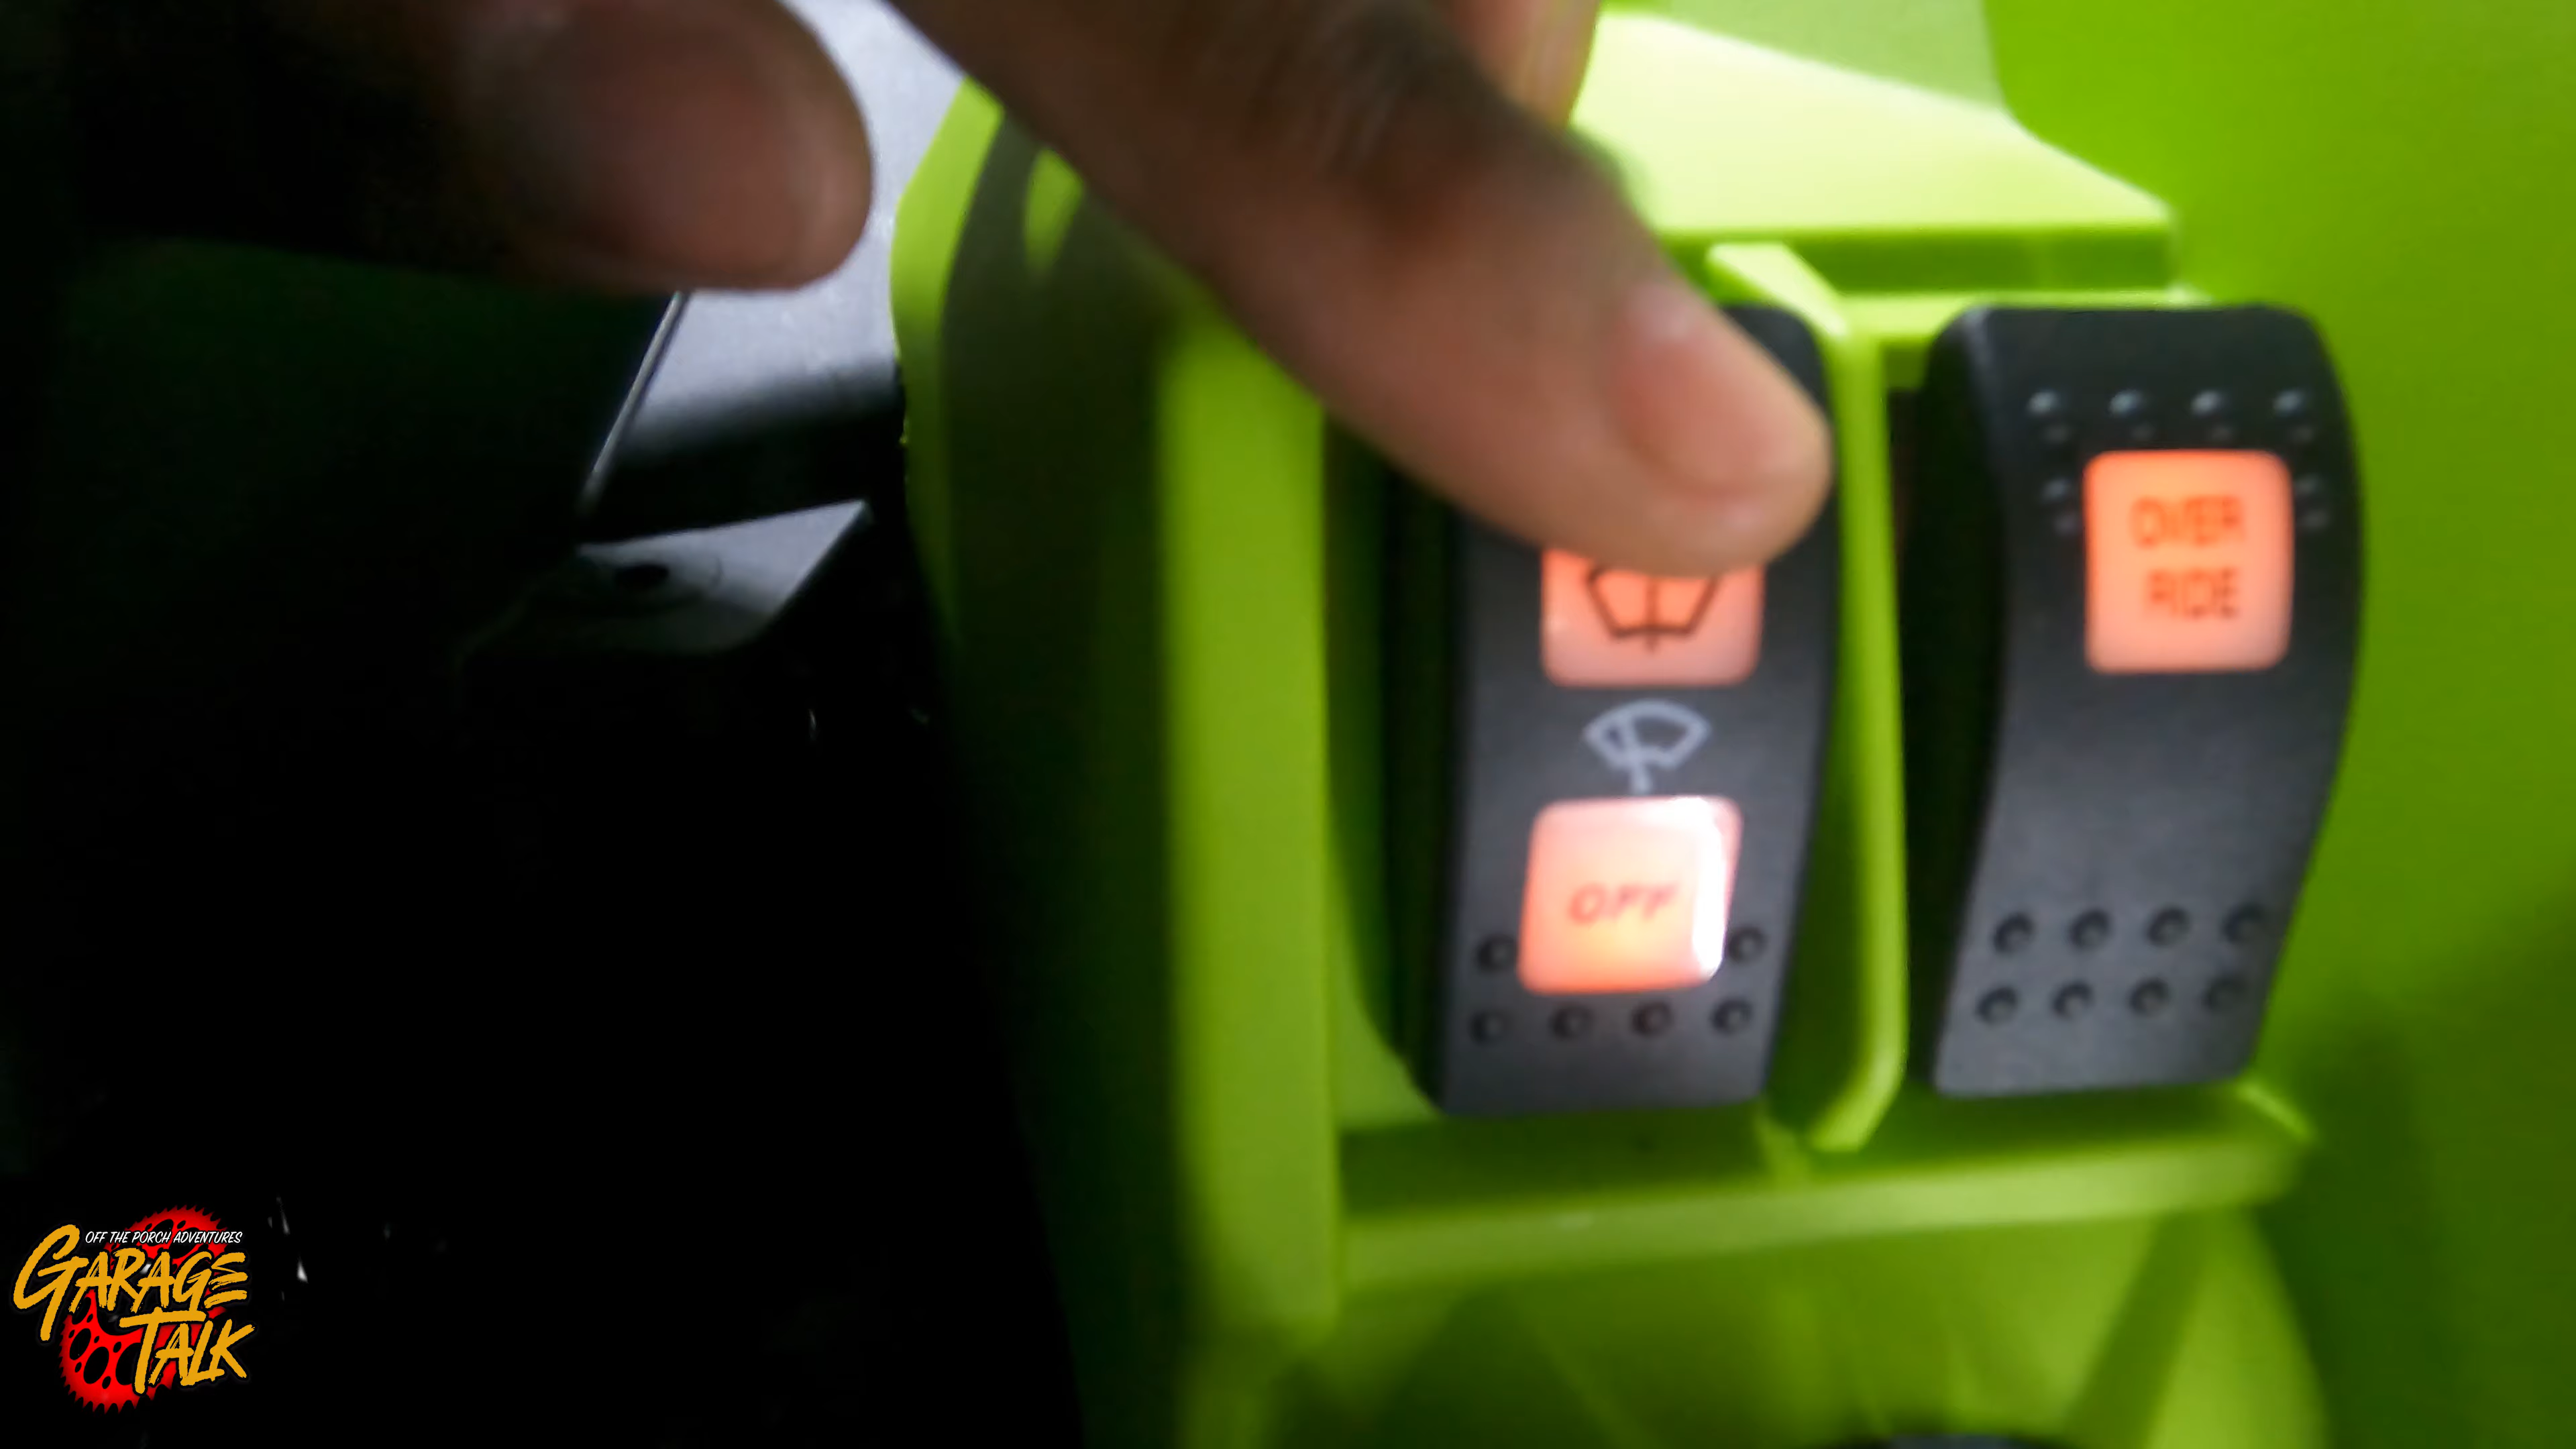 OVER
RIDE
OFF
OFF THE PORCH ADVENTURES
GARAGE
TALK